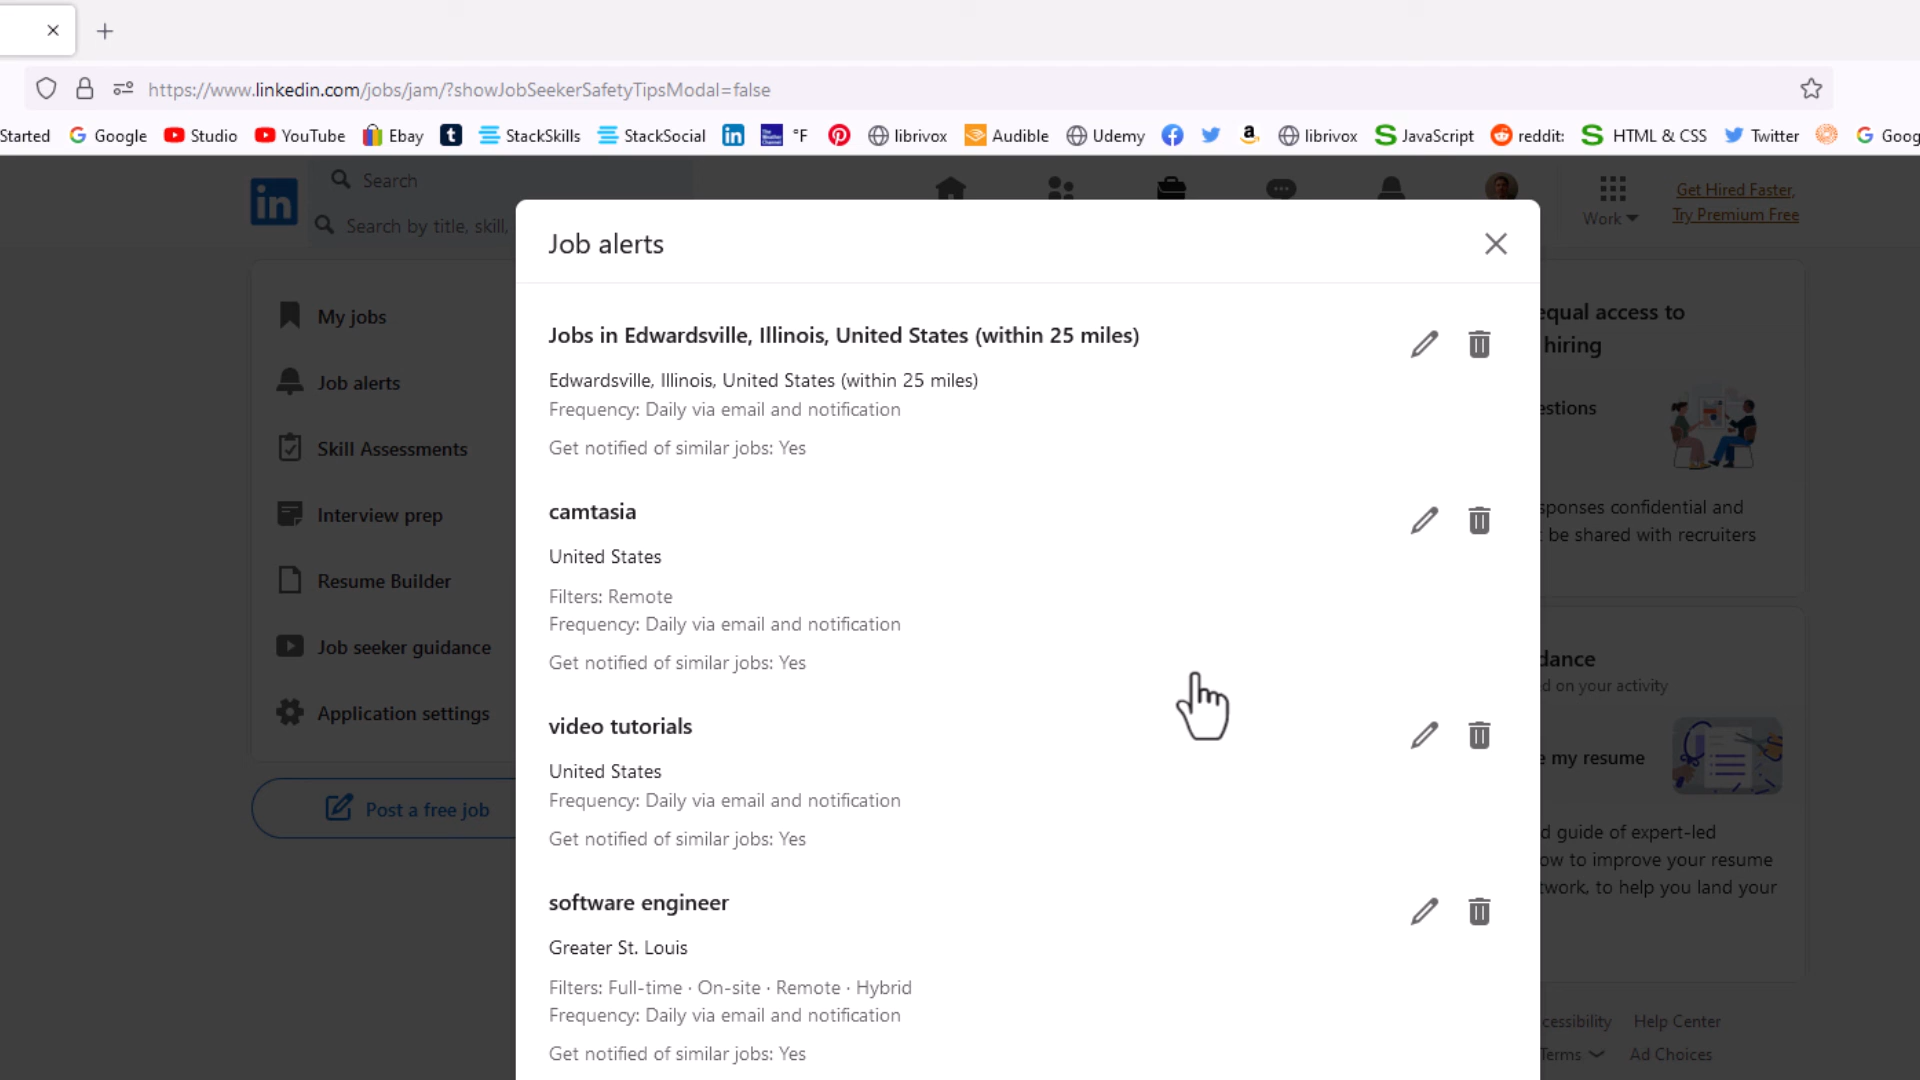 https://www.linkedin.com/jobs/jam/?showJobSeekerSafetyTipsModal=false
Started Google Studio YouTube Ebay t StackSkills StackSocial in The Weather Channel °F librivox Audible Udemy a librivox S JavaScript reddit: S HTML & CSS Twitter Goog
in
Search
Search by title, skill,
Work
Get Hired Faster,
Try Premium Free
My jobs
Job alerts
Skill Assessments
Interview prep
Resume Builder
Job seeker guidance
Application settings
Post a free job
Job alerts
Jobs in Edwardsville, Illinois, United States (within 25 miles)
Edwardsville, Illinois, United States (within 25 miles)
Frequency: Daily via email and notification
Get notified of similar jobs: Yes
camtasia
United States
Filters: Remote
Frequency: Daily via email and notification
Get notified of similar jobs: Yes
video tutorials
United States
Frequency: Daily via email and notification
Get notified of similar jobs: Yes
software engineer
Greater St. Louis
Filters: Full-time · On-site · Remote · Hybrid
Frequency: Daily via email and notification
Get notified of similar jobs: Yes
equal access to
hiring
estions
sponses confidential and
be shared with recruiters
dance
d on your activity
e my resume
d guide of expert-led
ow to improve your resume
twork, to help you land your
cessibility Help Center
Terms Ad Choices